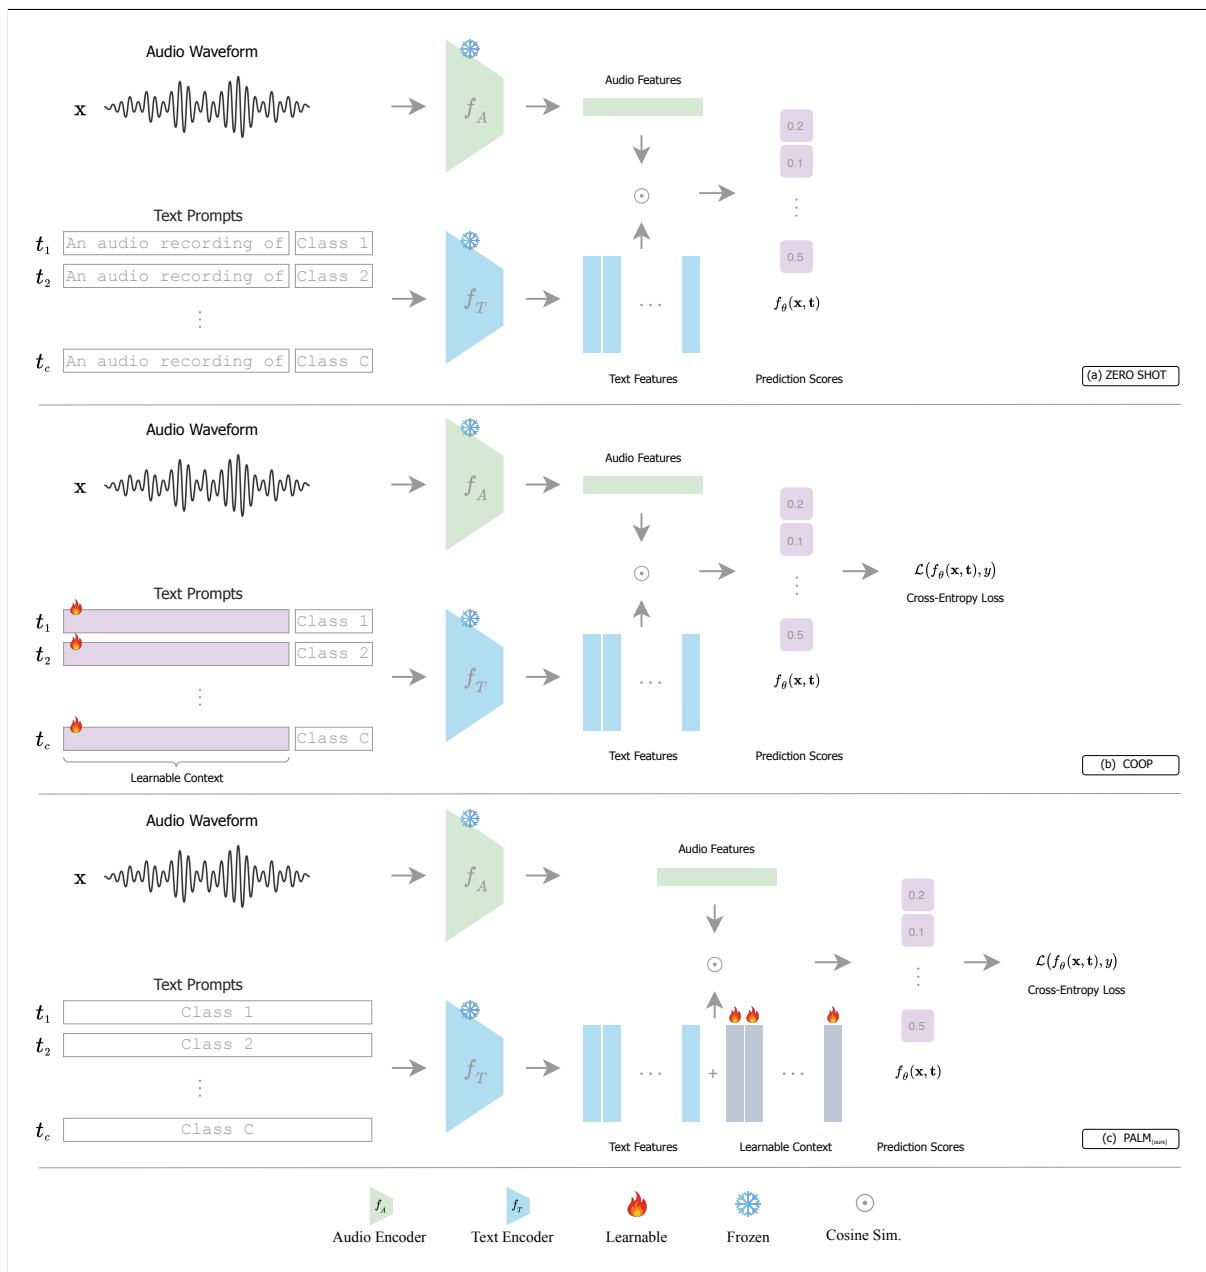 Audio Waveform
x
f_A
Audio Features
0.2
0.1
Text Prompts
t_1 An audio recording of Class 1
t_2 An audio recording of Class 2
t_c An audio recording of Class C
f_T
0.5
f_θ(x, t)
Text Features
Prediction Scores
(a) ZERO SHOT
Audio Waveform
x
f_A
Audio Features
0.2
0.1
L(f_θ(x, t), y)
Cross-Entropy Loss
Text Prompts
t_1 Class 1
t_2 Class 2
t_c Class C
Learnable Context
f_T
0.5
f_θ(x, t)
Text Features
Prediction Scores
(b) COOP
Audio Waveform
x
f_A
Audio Features
0.2
0.1
L(f_θ(x, t), y)
Cross-Entropy Loss
Text Prompts
t_1 Class 1
t_2 Class 2
t_c Class C
f_T
+
0.5
f_θ(x, t)
Text Features
Learnable Context
Prediction Scores
(c) PALM (ours)
f_A
Audio Encoder
f_T
Text Encoder
Learnable
Frozen
Cosine Sim.